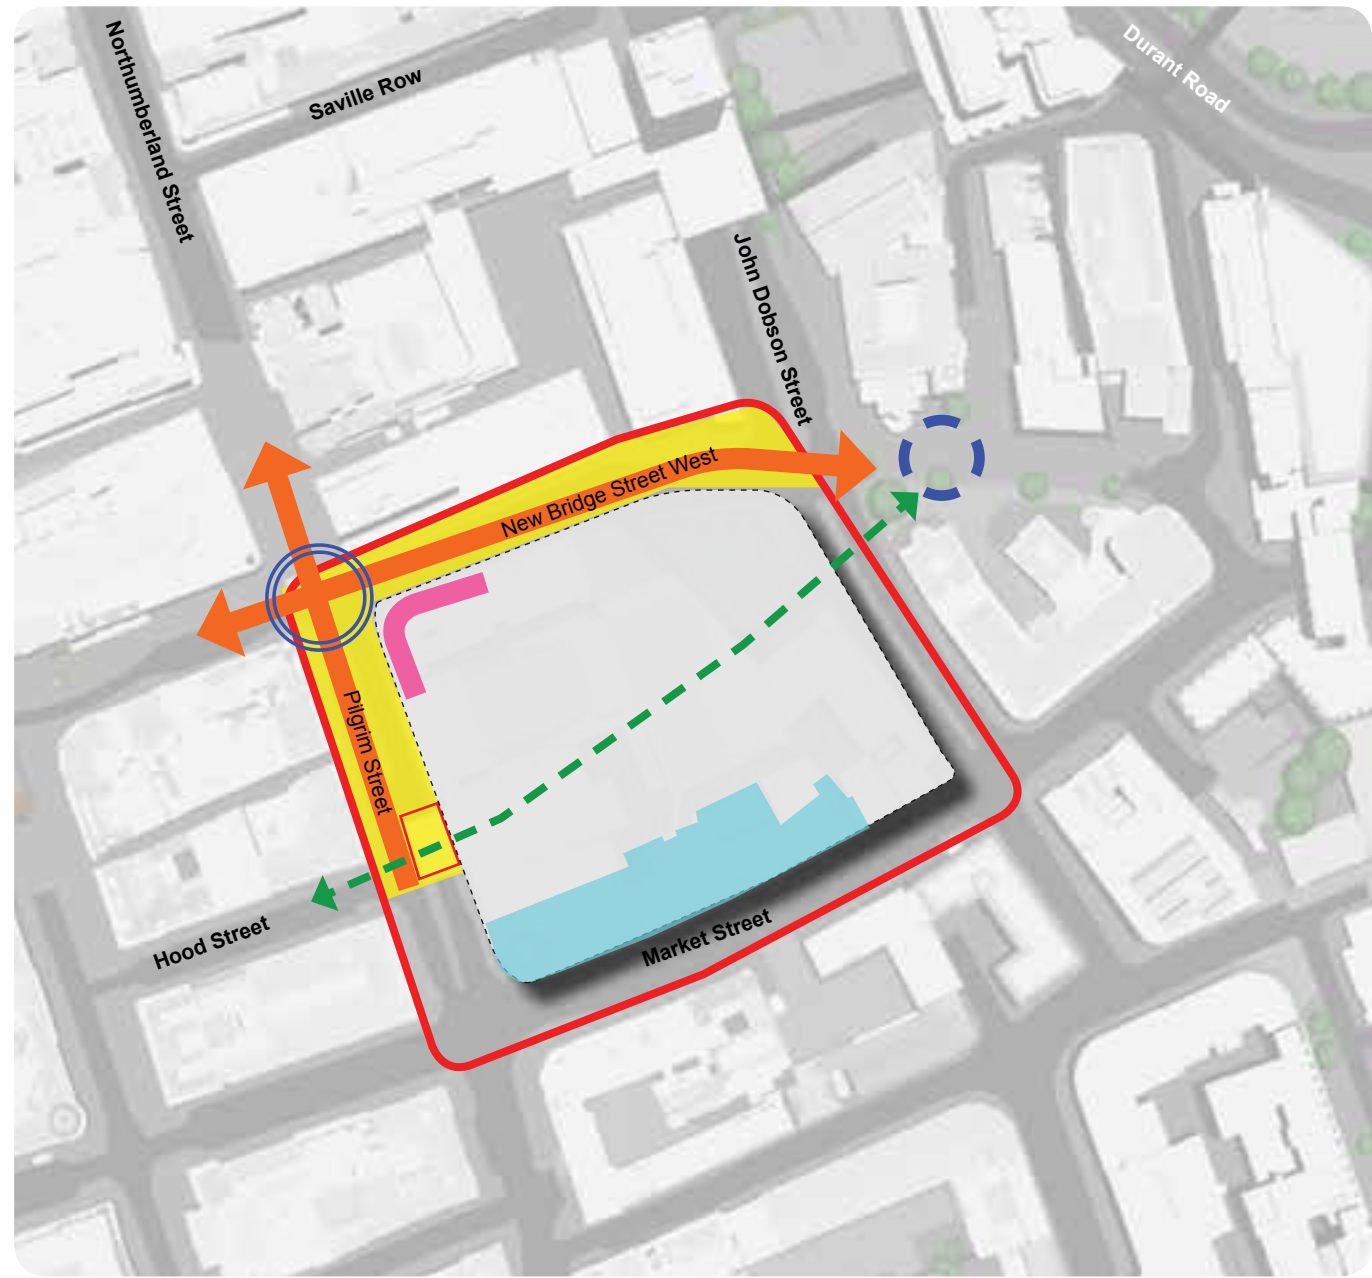 Northumberland Street
Saville Row
Durant Road
John Dobson Street
New Bridge Street West
Pilgrim Street
Hood Street
Market Street